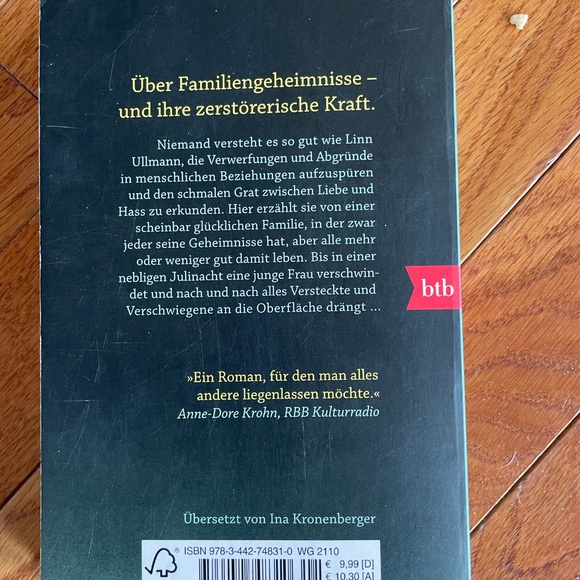 Über Familiengeheimnisse –
und ihre zerstörerische Kraft.
Niemand versteht es so gut wie Linn
Ullmann, die Verwerfungen und Abgründe
in menschlichen Beziehungen aufzuspüren
und den schmalen Grat zwischen Liebe und
Hass zu erkunden. Hier erzählt sie von einer
scheinbar glücklichen Familie, in der zwar
jeder seine Geheimnisse hat, aber alle mehr
oder weniger gut damit leben. Bis in einer
nebligen Julinacht eine junge Frau verschwin-
det und nach und nach alles Versteckte und
Verschwiegene an die Oberfläche drängt ...
btb
»Ein Roman, für den man alles
andere liegenlassen möchte.«
Anne-Dore Krohn, RBB Kulturradio
Übersetzt von Ina Kronenberger
ISBN 978-3-442-74831-0 WG 2110
€ 9,99 [D]
€ 10,30 [A]